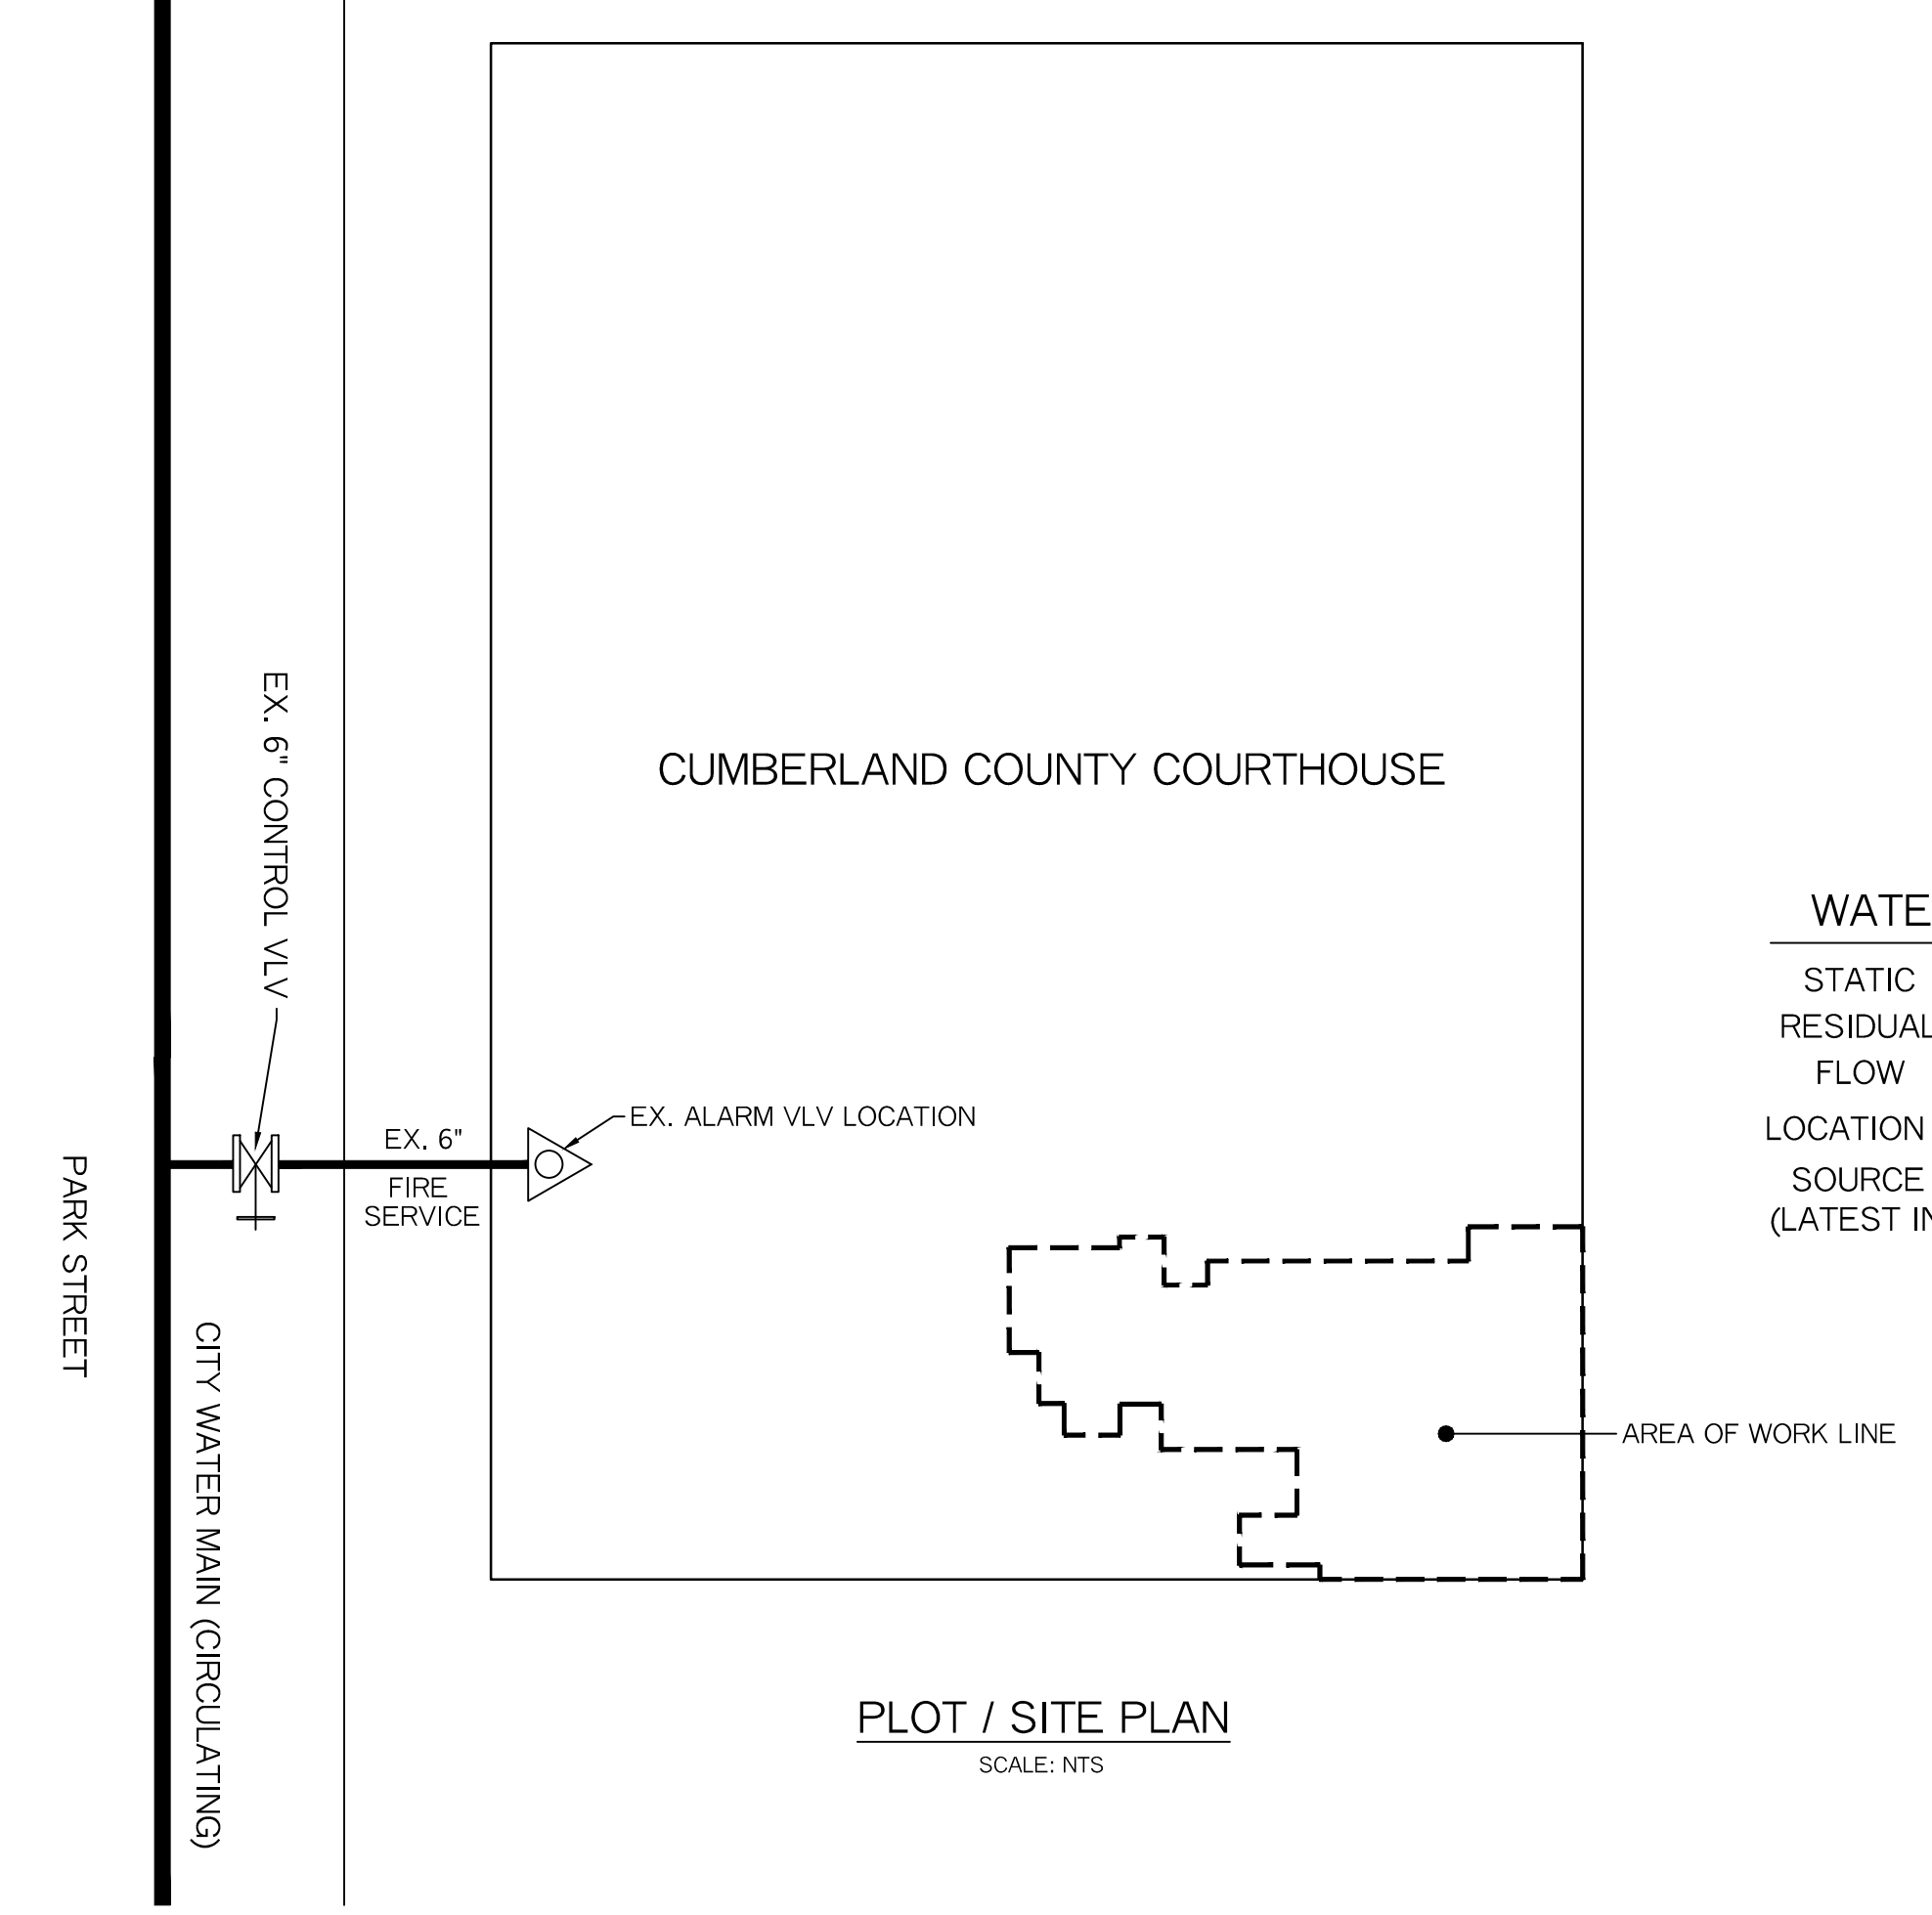 EX. 6" CONTROL VLV
CUMBERLAND COUNTY COURTHOUSE
EX. ALARM VLV LOCATION
EX. 6"
FIRE
SERVICE
PARK STREET
CITY WATER MAIN (CIRCULATING)
AREA OF WORK LINE
PLOT / SITE PLAN
SCALE: NTS
WATE
STATIC
RESIDUAL
FLOW
LOCATION
SOURCE
(LATEST IN